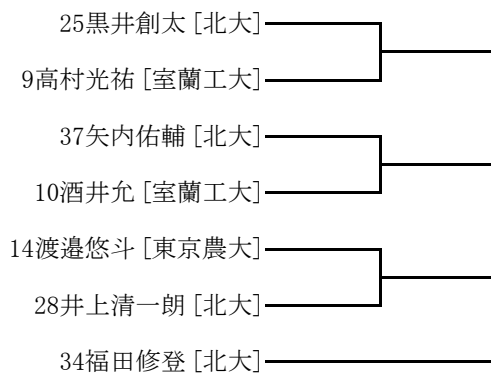 25黒井創太 [北大]
9高村光祐 [室蘭工大]
37矢内佑輔 [北大]
10酒井允 [室蘭工大]
14渡邉悠斗 [東京農大]
28井上清一朗 [北大]
34福田修登 [北大]